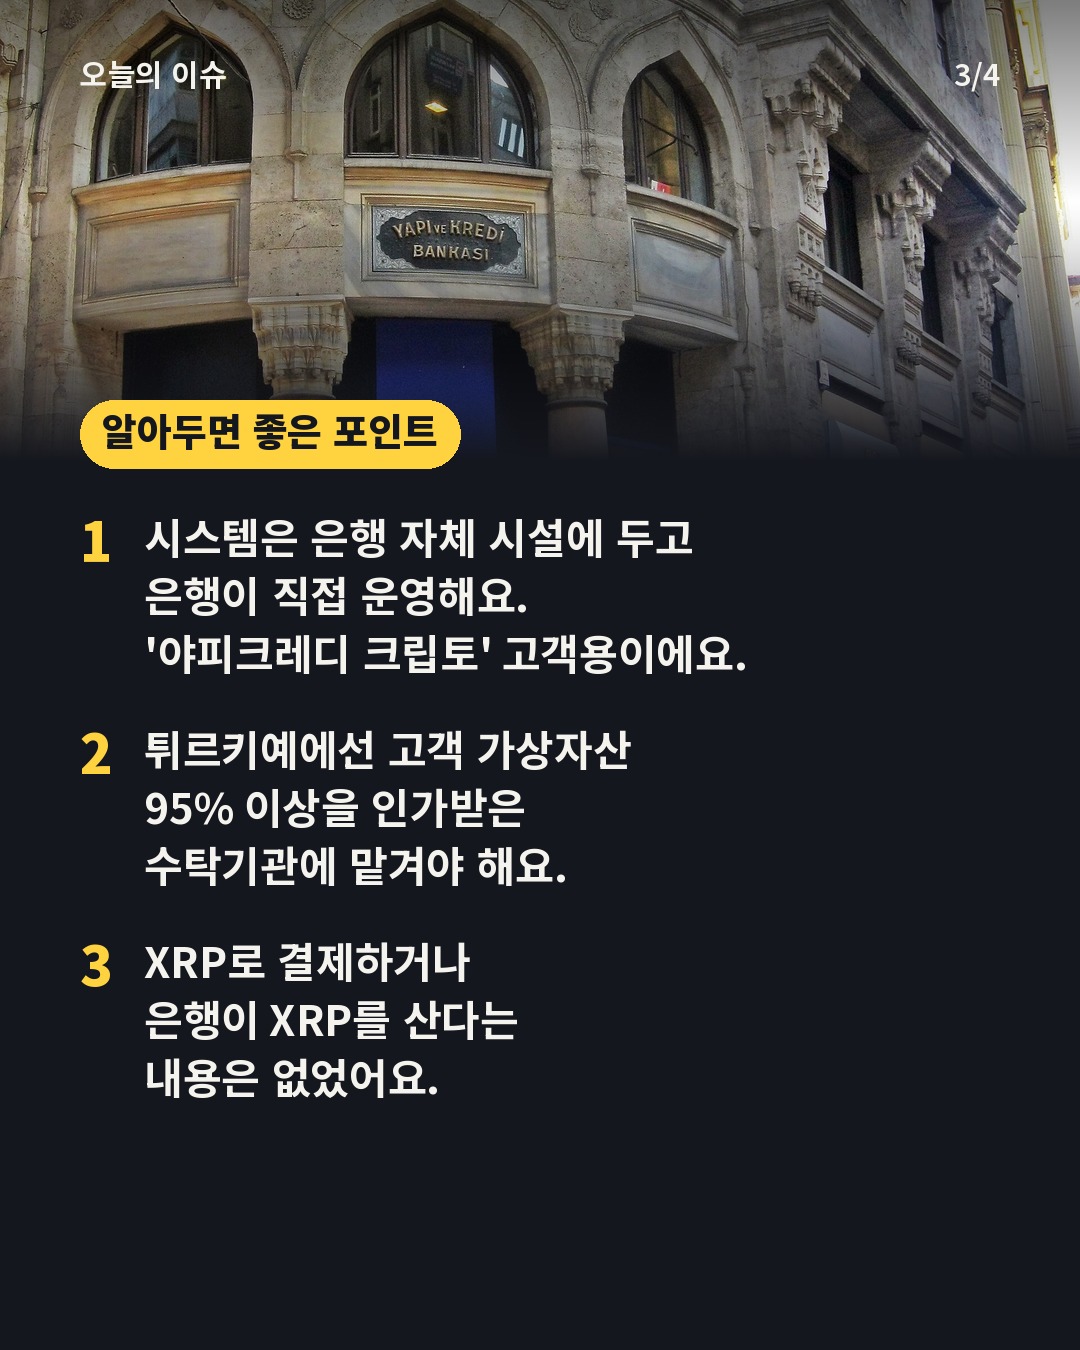 오늘의 이슈
3/4
YAPI VE KREDİ
BANKASI
알아두면 좋은 포인트
1 시스템은 은행 자체 시설에 두고
은행이 직접 운영해요.
'야피크레디 크립토' 고객용이에요.
2 튀르키예에선 고객 가상자산
95% 이상을 인가받은
수탁기관에 맡겨야 해요.
3 XRP로 결제하거나
은행이 XRP를 산다는
내용은 없었어요.